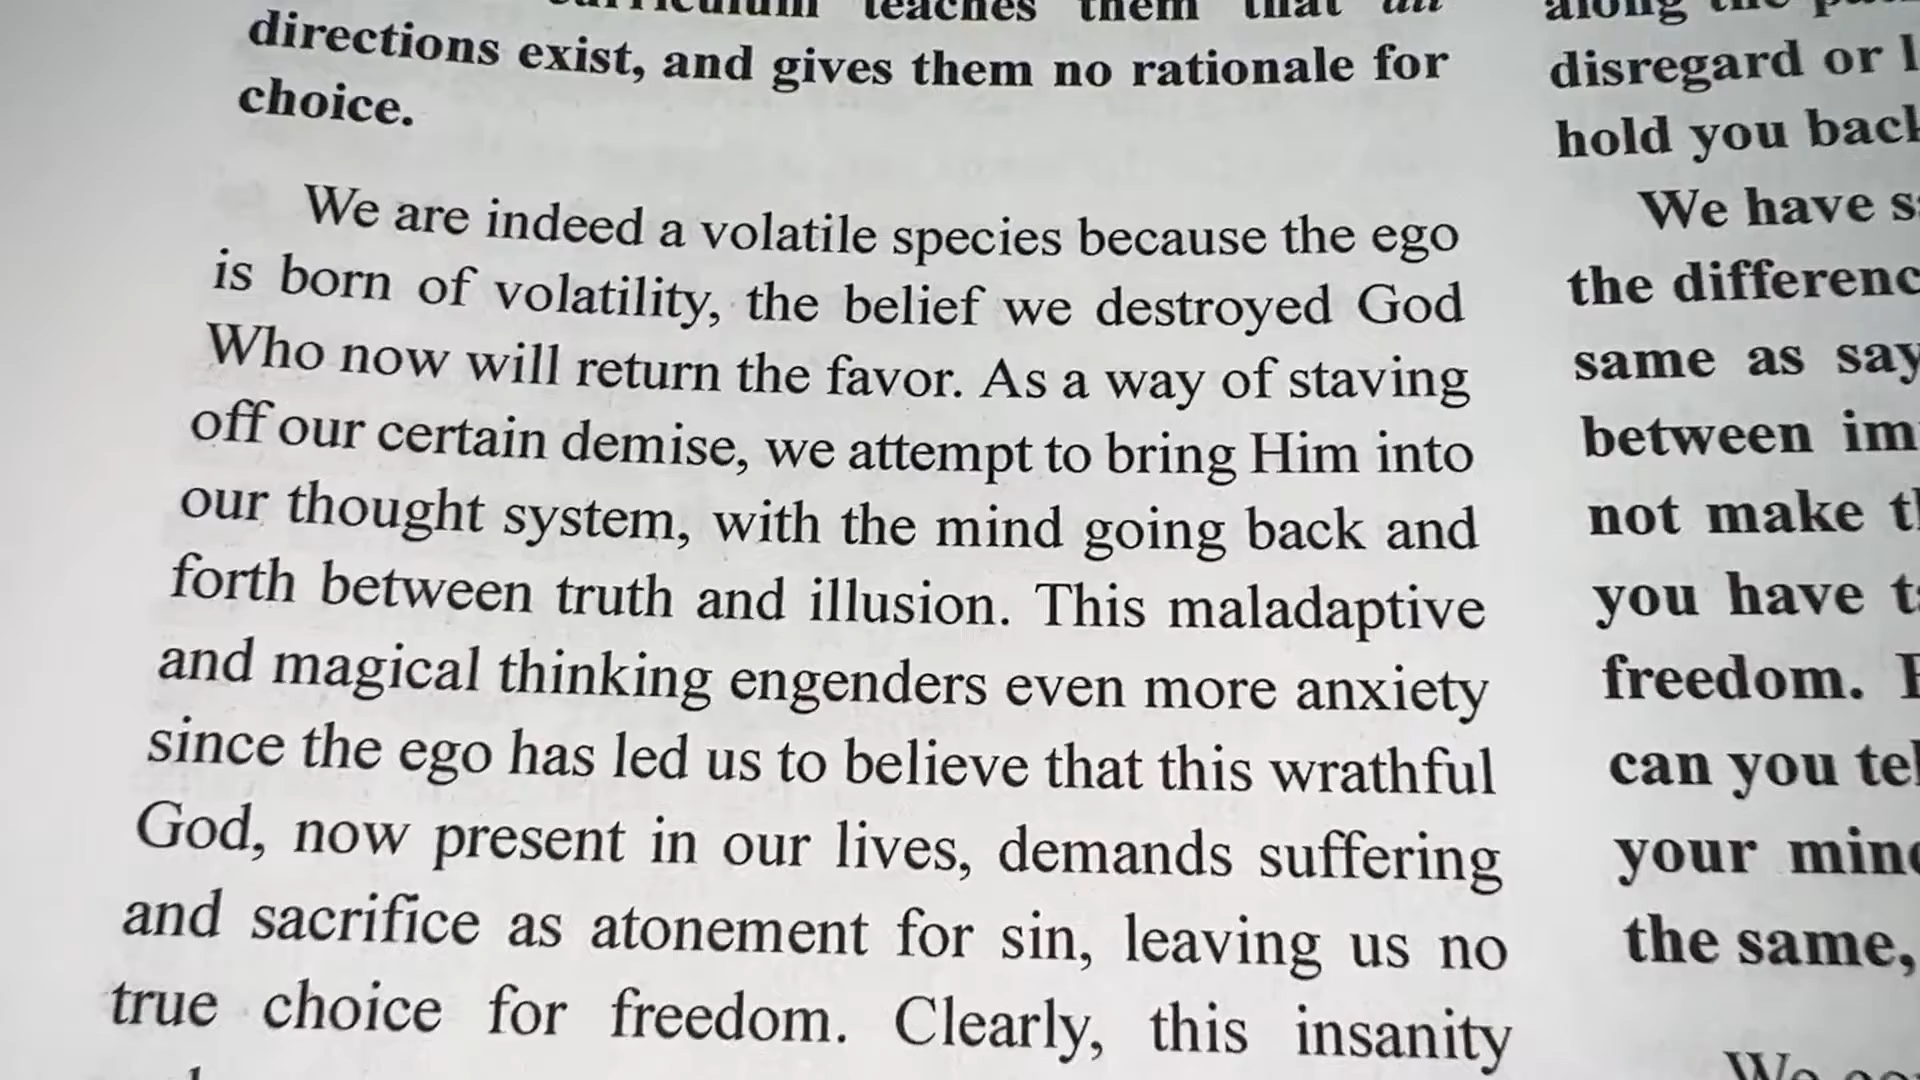 curriculum teaches them that all
directions exist, and gives them no rationale for
choice.
We are indeed a volatile species because the ego
is born of volatility, the belief we destroyed God
Who now will return the favor. As a way of staving
off our certain demise, we attempt to bring Him into
our thought system, with the mind going back and
forth between truth and illusion. This maladaptive
and magical thinking engenders even more anxiety
since the ego has led us to believe that this wrathful
God, now present in our lives, demands suffering
and sacrifice as atonement for sin, leaving us no
true choice for freedom. Clearly, this insanity
along the
disregard or
hold you
We have
the
same as
between
not make
you have
freedom.
can you
your
the same,
We